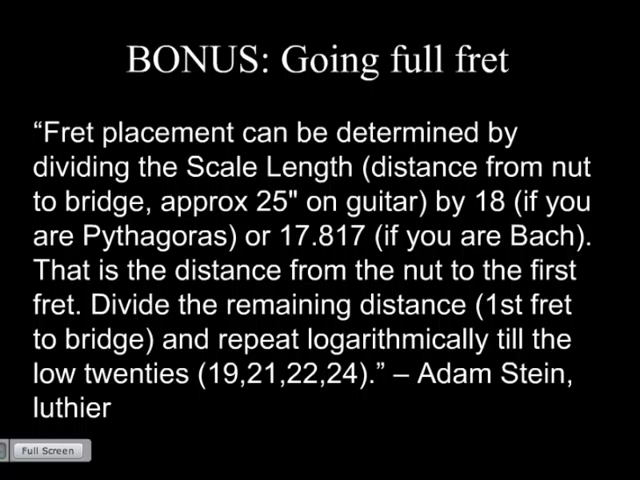 BONUS: Going full fret
“Fret placement can be determined by
dividing the Scale Length (distance from nut
to bridge, approx 25" on guitar) by 18 (if you
are Pythagoras) or 17.817 (if you are Bach).
That is the distance from the nut to the first
fret. Divide the remaining distance (1st fret
to bridge) and repeat logarithmically till the
low twenties (19,21,22,24).” – Adam Stein,
luthier
Full Screen